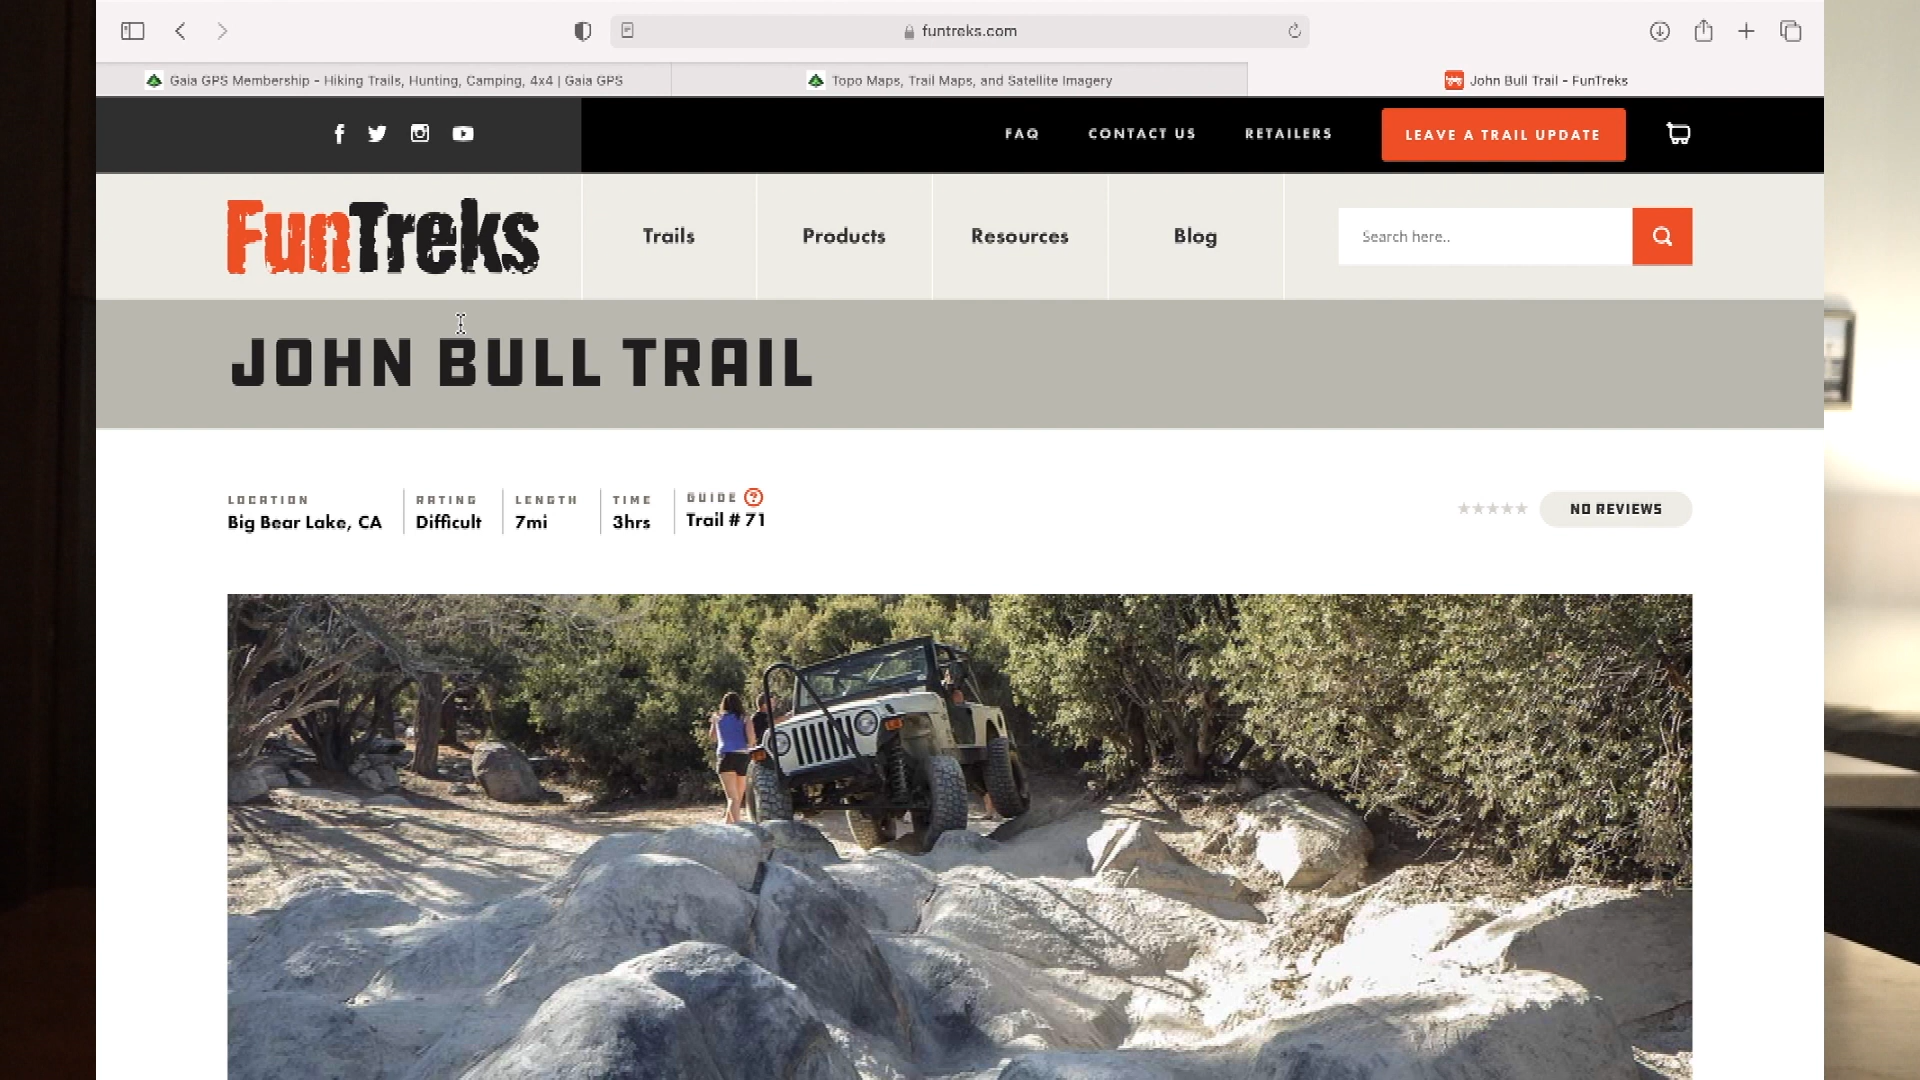 funtreks.com
Gaia GPS Membership - Hiking Trails, Hunting, Camping, 4x4 | Gaia GPS
Topo Maps, Trail Maps, and Satellite Imagery
John Bull Trail - FunTreks
FAQ
CONTACT US
RETAILERS
LEAVE A TRAIL UPDATE
FunTreks
Trails
Products
Resources
Blog
Search here..
JOHN BULL TRAIL
LOCATION
Big Bear Lake, CA
RATING
Difficult
LENGTH
7mi
TIME
3hrs
GUIDE ?
Trail # 71
NO REVIEWS